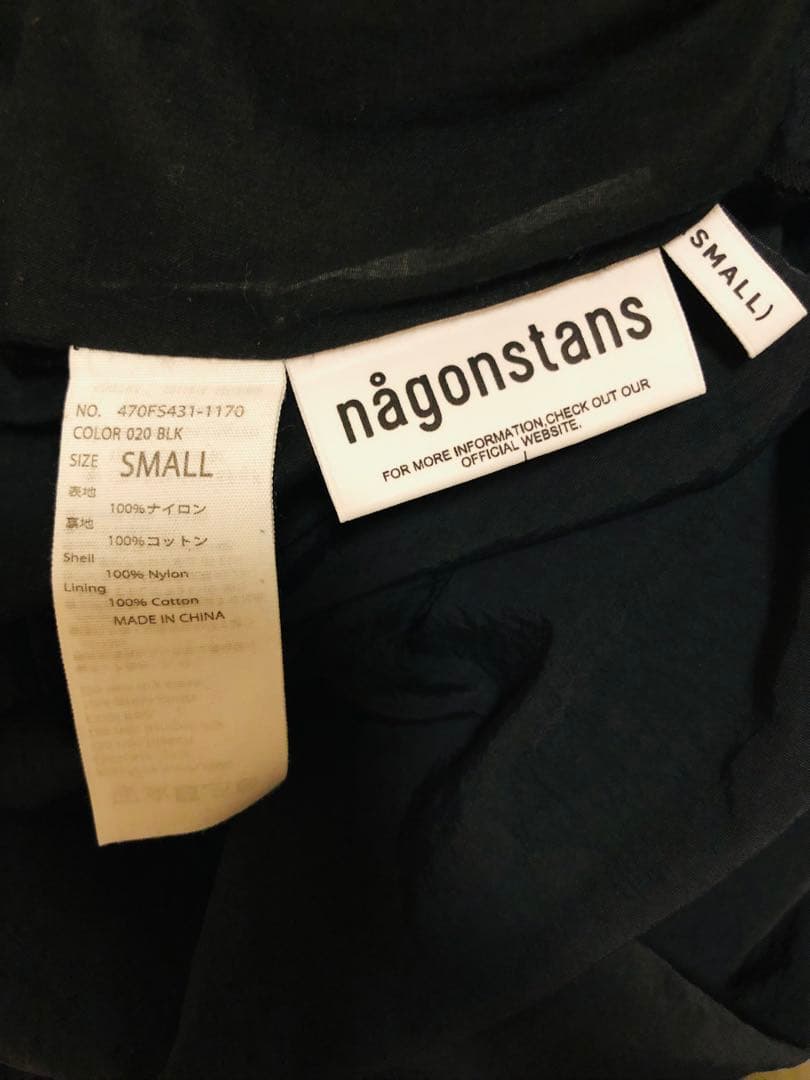 NO. 470FS431-1170
COLOR 020 BLK
SIZE SMALL
表地
100%ナイロン
裏地
100%コットン
Shell
100% Nylon
Lining
100% Cotton
MADE IN CHINA
någonstans
FOR MORE INFORMATION,CHECK OUT OUR
OFFICIAL WEBSITE.
SMALL)